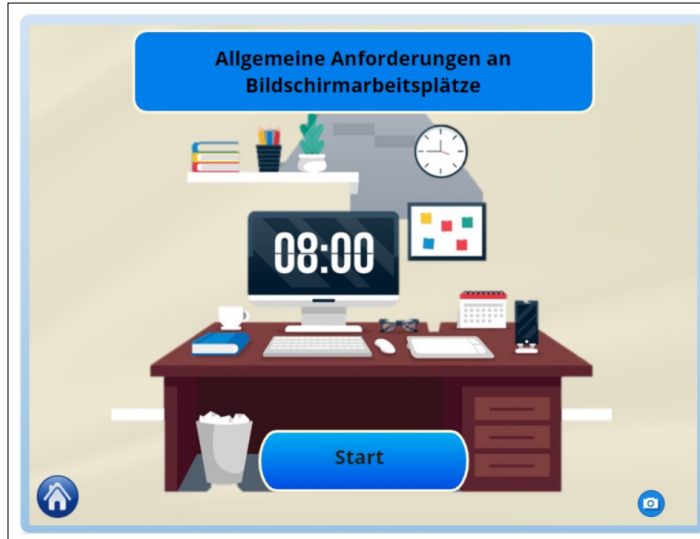 Allgemeine Anforderungen an
Bildschirmarbeitsplätze
08:00
Start